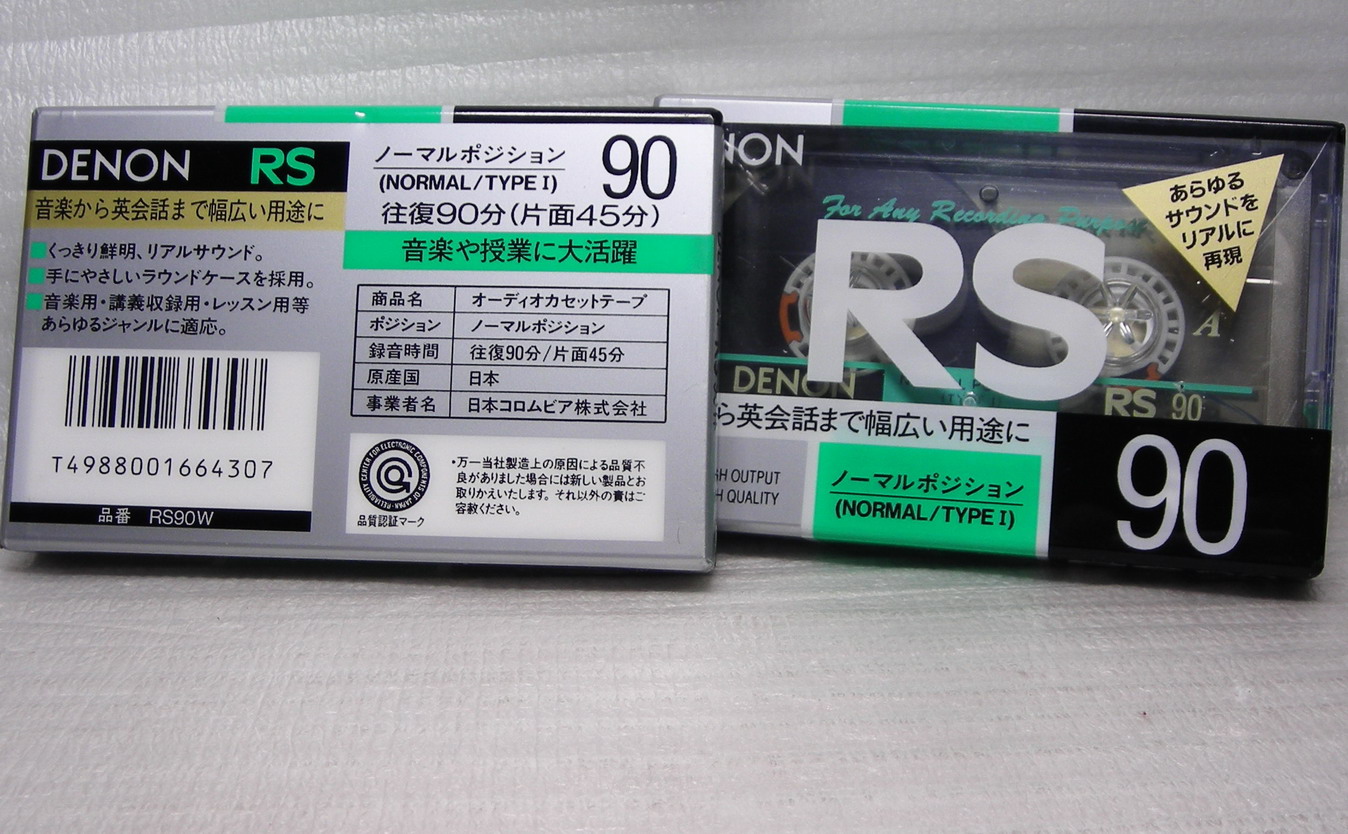 DENON RS
音楽から英会話まで幅広い用途に
くっきり鮮明、リアルサウンド。
手にやさしいラウンドケースを採用。
音楽用・講義収録用・レッスン用等
あらゆるジャンルに適応。
T4988001664307
品番 RS90W
ノーマルポジション
(NORMAL/TYPE I)
90
往復90分(片面45分)
音楽や授業に大活躍
商品名 オーディオカセットテープ
ポジション ノーマルポジション
録音時間 往復90分/片面45分
原産国 日本
事業者名 日本コロムビア株式会社
RELIABILITY CENTER FOR ELECTRONIC COMPONENTS OF JAPAN
品質認証マーク
・万一当社製造上の原因による品質不
良がありました場合には新しい製品とお
取りかえいたします。それ以外の責はご
容赦ください。
NON
For Any Recording Purpose
RS
あらゆる
サウンドを
リアルに
再現
A
DENON
RS 90
ら英会話まで幅広い用途に
OUTPUT
QUALITY
ノーマルポジション
(NORMAL/TYPE I)
90